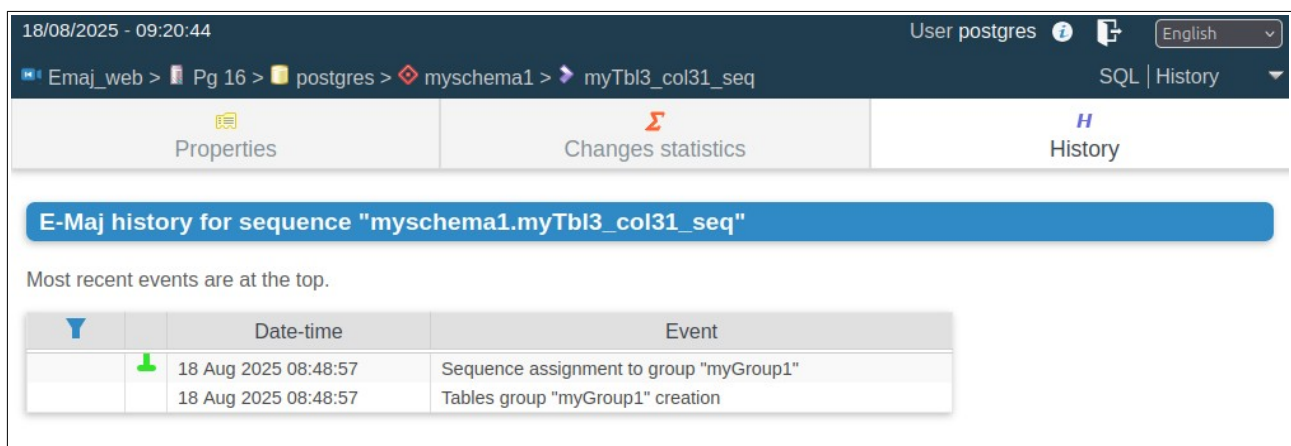 18/08/2025 - 09:20:44 User postgres i English
Emaj_web > Pg 16 > postgres > myschema1 > myTbl3_col31_seq SQL | History
Properties Σ Changes statistics H History
E-Maj history for sequence "myschema1.myTbl3_col31_seq"
Most recent events are at the top.
Date-time Event
18 Aug 2025 08:48:57 Sequence assignment to group "myGroup1"
18 Aug 2025 08:48:57 Tables group "myGroup1" creation